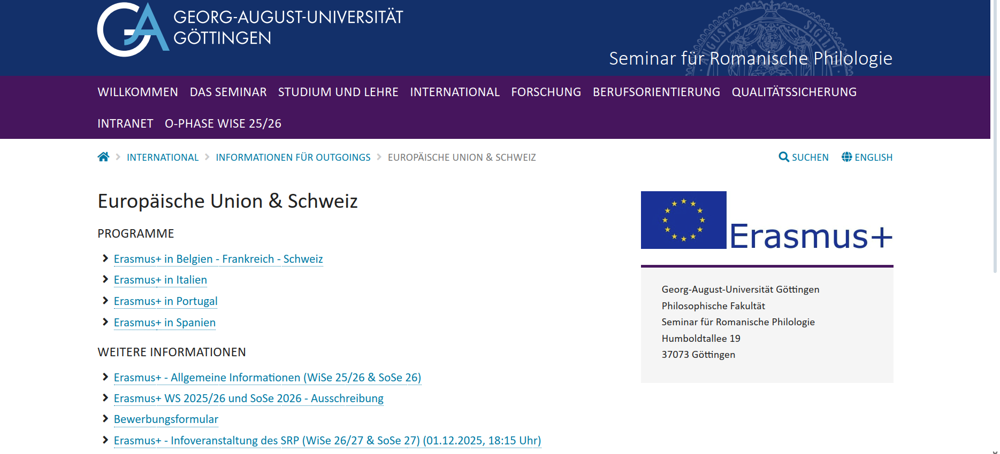 GEORG-AUGUST-UNIVERSITÄT
GÖTTINGEN
Seminar für Romanische Philologie
WILLKOMMEN DAS SEMINAR STUDIUM UND LEHRE INTERNATIONAL FORSCHUNG BERUFSORIENTIERUNG QUALITÄTSSICHERUNG
INTRANET O-PHASE WISE 25/26
INTERNATIONAL INFORMATIONEN FÜR OUTGOINGS EUROPÄISCHE UNION & SCHWEIZ
SUCHEN ENGLISH
Europäische Union & Schweiz
PROGRAMME
Erasmus+ in Belgien - Frankreich - Schweiz
Erasmus+ in Italien
Erasmus+ in Portugal
Erasmus+ in Spanien
WEITERE INFORMATIONEN
Erasmus+ - Allgemeine Informationen (WiSe 25/26 & SoSe 26)
Erasmus+ WS 2025/26 und SoSe 2026 - Ausschreibung
Bewerbungsformular
Erasmus+ - Infoveranstaltung des SRP (WiSe 26/27 & SoSe 27) (01.12.2025, 18:15 Uhr)
Erasmus+
Georg-August-Universität Göttingen
Philosophische Fakultät
Seminar für Romanische Philologie
Humboldtallee 19
37073 Göttingen